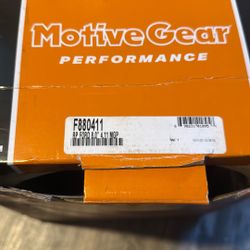 Motive Gear
PERFORMANCE
F880411
RP FORD 8.8" 4.11 MGP